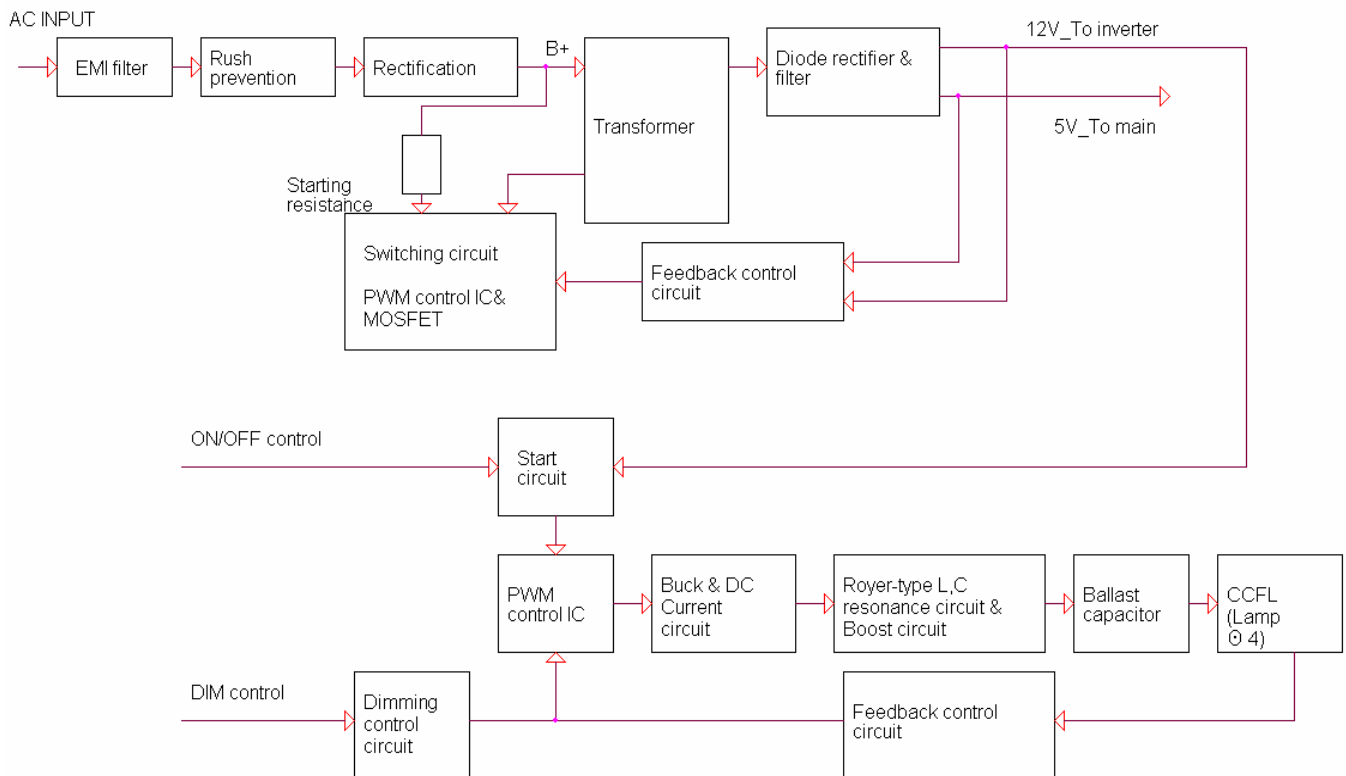 AC INPUT
EMI filter
Rush
prevention
Rectification
B+
Transformer
Diode rectifier &
filter
12V_To inverter
5V_To main
Starting
resistance
Switching circuit
PWM control IC&
MOSFET
Feedback control
circuit
ON/OFF control
Start
circuit
PWM
control IC
Buck & DC
Current
circuit
Royer-type L,C
resonance circuit &
Boost circuit
Ballast
capacitor
CCFL
(Lamp
⊙ 4)
DIM control
Dimming
control
circuit
Feedback control
circuit